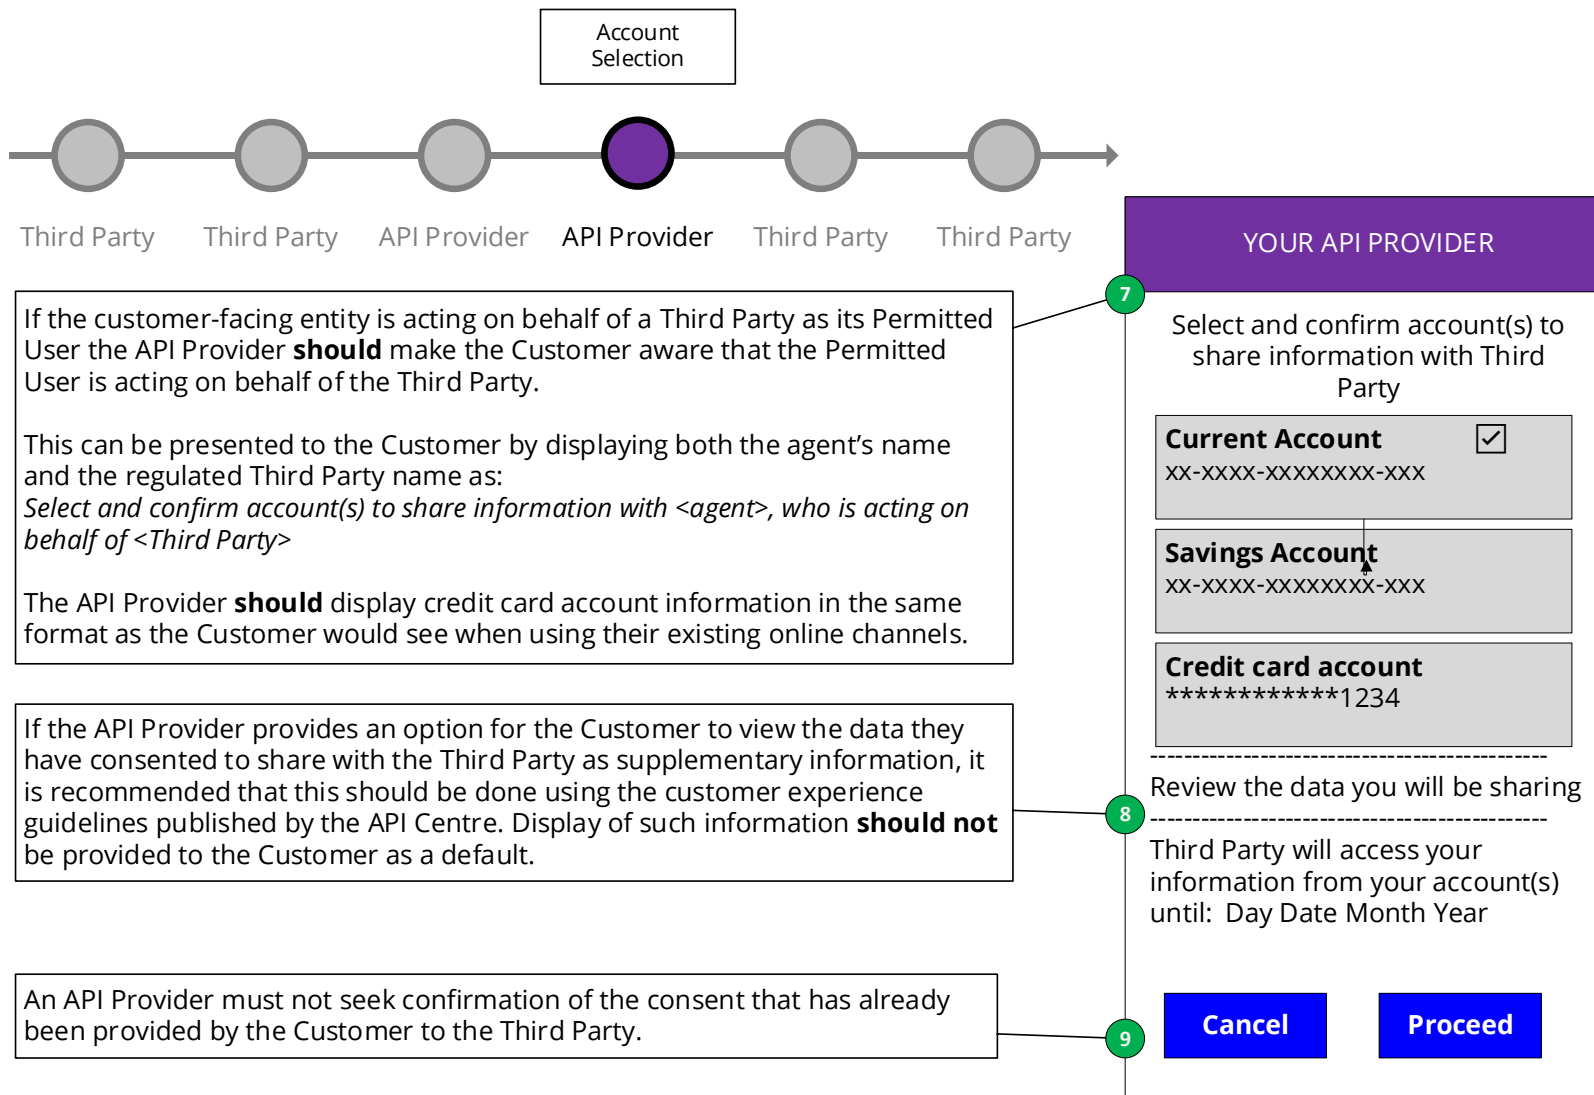 Account
Selection
Third Party
Third Party
API Provider
API Provider
Third Party
Third Party
YOUR API PROVIDER
7
If the customer-facing entity is acting on behalf of a Third Party as its Permitted
User the API Provider should make the Customer aware that the Permitted
User is acting on behalf of the Third Party.
This can be presented to the Customer by displaying both the agent’s name
and the regulated Third Party name as:
Select and confirm account(s) to share information with <agent>, who is acting on
behalf of <Third Party>
The API Provider should display credit card account information in the same
format as the Customer would see when using their existing online channels.
Select and confirm account(s) to
share information with Third
Party
Current Account
xx-xxxx-xxxxxxxx-xxx
Savings Account
xx-xxxx-xxxxxxxx-xxx
Credit card account
************1234
If the API Provider provides an option for the Customer to view the data they
have consented to share with the Third Party as supplementary information, it
is recommended that this should be done using the customer experience
guidelines published by the API Centre. Display of such information should not
be provided to the Customer as a default.
8
-----------------------------------------------
Review the data you will be sharing
-----------------------------------------------
Third Party will access your
information from your account(s)
until:  Day Date Month Year
An API Provider must not seek confirmation of the consent that has already
been provided by the Customer to the Third Party.
9
Cancel
Proceed